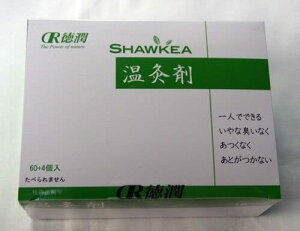 CR 徳潤
The Power of nature
SHAWKEA
温灸剤
一人でできる
いやな臭いなく
あつくなく
あとがつかない
60+4個入
たべられません
CR 徳潤